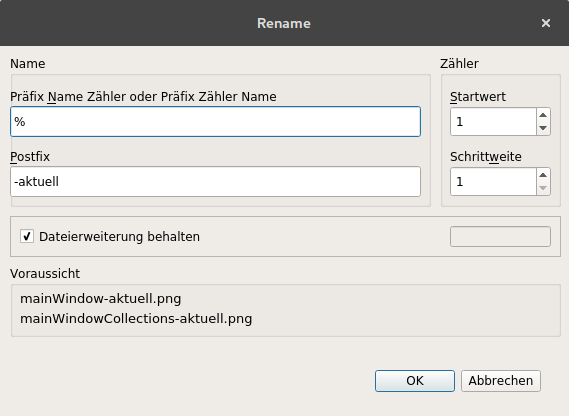 Rename
Name
Zähler
Präfix Name Zähler oder Präfix Zähler Name
Startwert
%
1
Postfix
Schrittweite
-aktuell
1
Dateierweiterung behalten
Voraussicht
mainWindow-aktuell.png
mainWindowCollections-aktuell.png
OK
Abbrechen